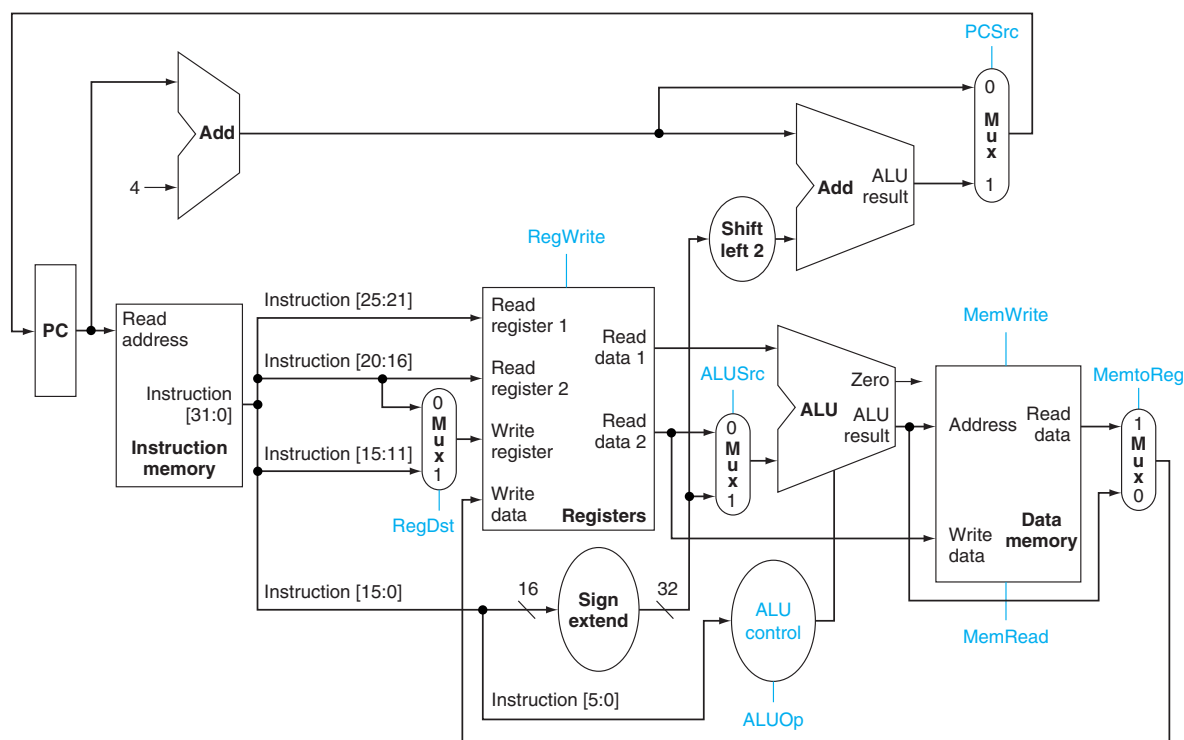 PCSrc
0
Mux
1
Add
4
Add
ALU
result
Shift
left 2
RegWrite
PC
Read
address
Instruction
[31:0]
Instruction
memory
Instruction [25:21]
Instruction [20:16]
Instruction [15:11]
Instruction [15:0]
0
Mux
1
RegDst
Read
register 1
Read
register 2
Write
register
Write
data
Read
data 1
Read
data 2
Registers
ALUSrc
0
Mux
1
Zero
ALU
ALU
result
MemWrite
Address
Read
data
Write
data
Data
memory
MemRead
MemtoReg
1
Mux
0
16
Sign
extend
32
ALU
control
Instruction [5:0]
ALUOp